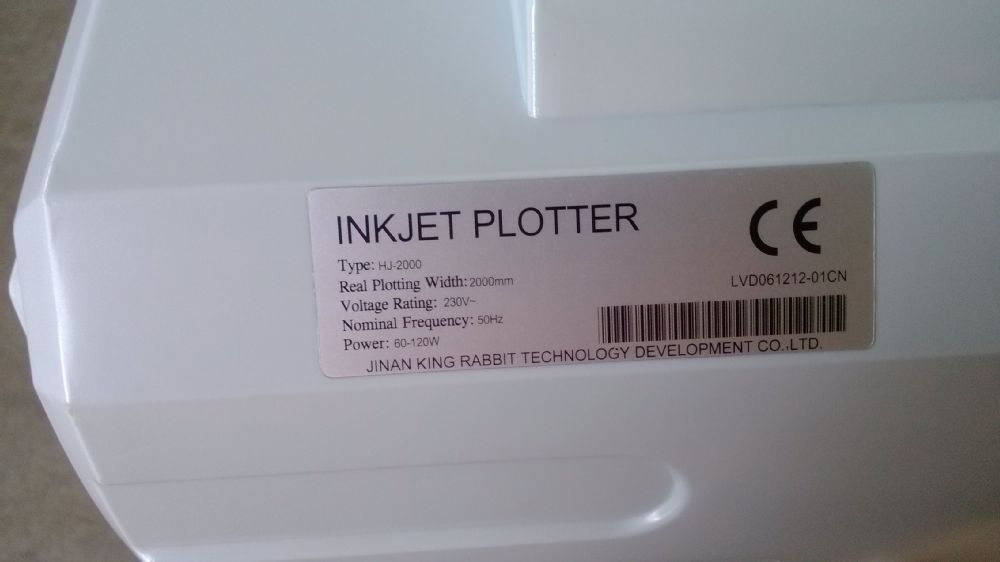 INKJET PLOTTER
CE
Type: HJ-2000
Real Plotting Width: 2000mm
LVD061212-01CN
Voltage Rating: 230V~
Nominal Frequency: 50Hz
Power: 60-120W
JINAN KING RABBIT TECHNOLOGY DEVELOPMENT CO.,LTD.